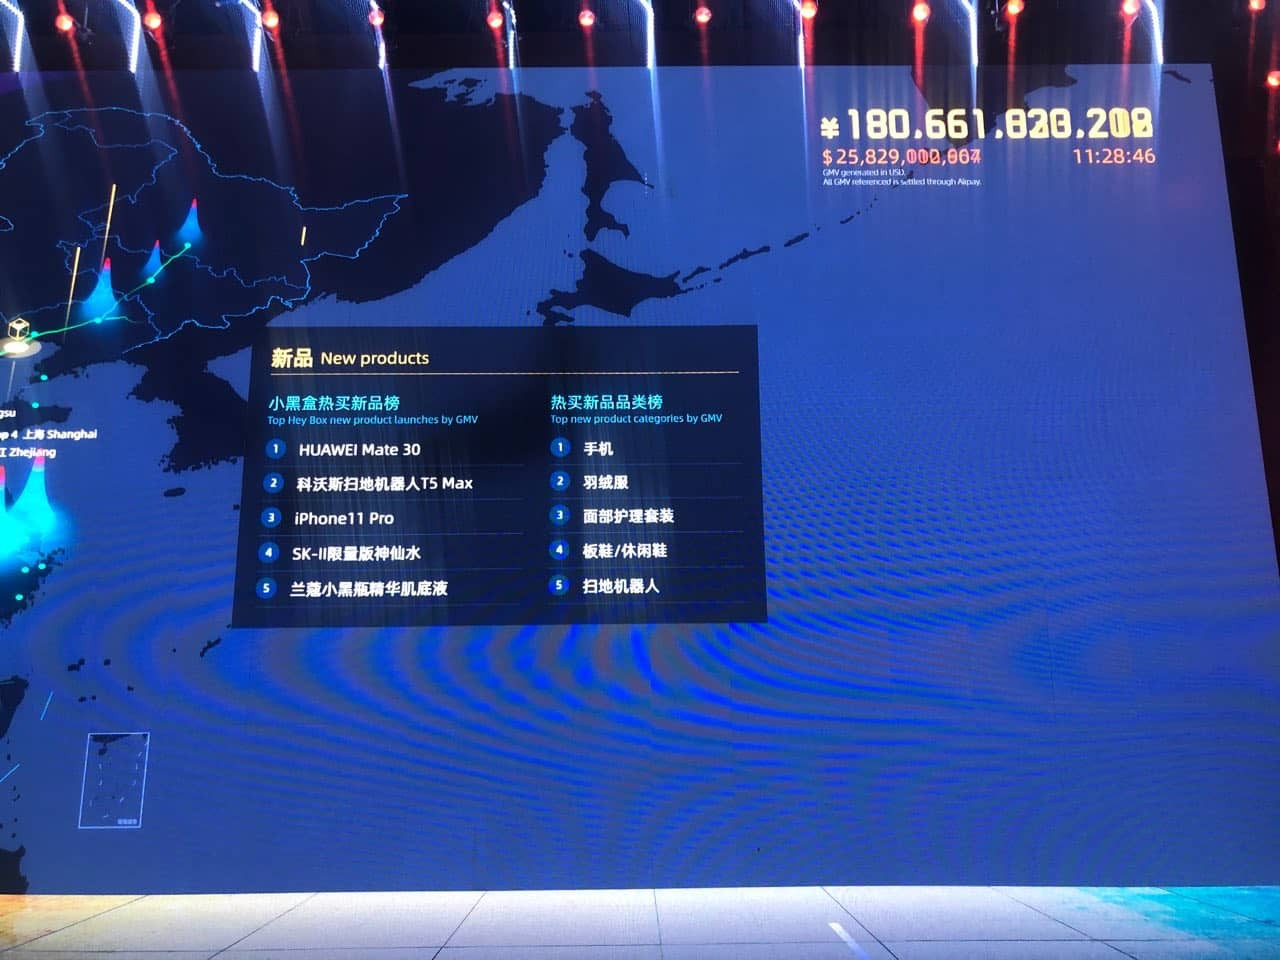 ¥180,661,
$25,829,
11:28:46
GMV generated in USD.
All GMV referenced is settled through Alipay.
新品 New products
小黑盒热买新品榜
Top Hey Box new product launches by GMV
1 HUAWEI Mate 30
2 科沃斯扫地机器人T5 Max
3 iPhone11 Pro
4 SK-II限量版神仙水
5 兰蔻小黑瓶精华肌底液
热买新品品类榜
Top new product categories by GMV
1 手机
2 羽绒服
3 面部护理套装
4 板鞋/休闲鞋
5 扫地机器人
gsu
op 4 上海 Shanghai
江 Zhejiang